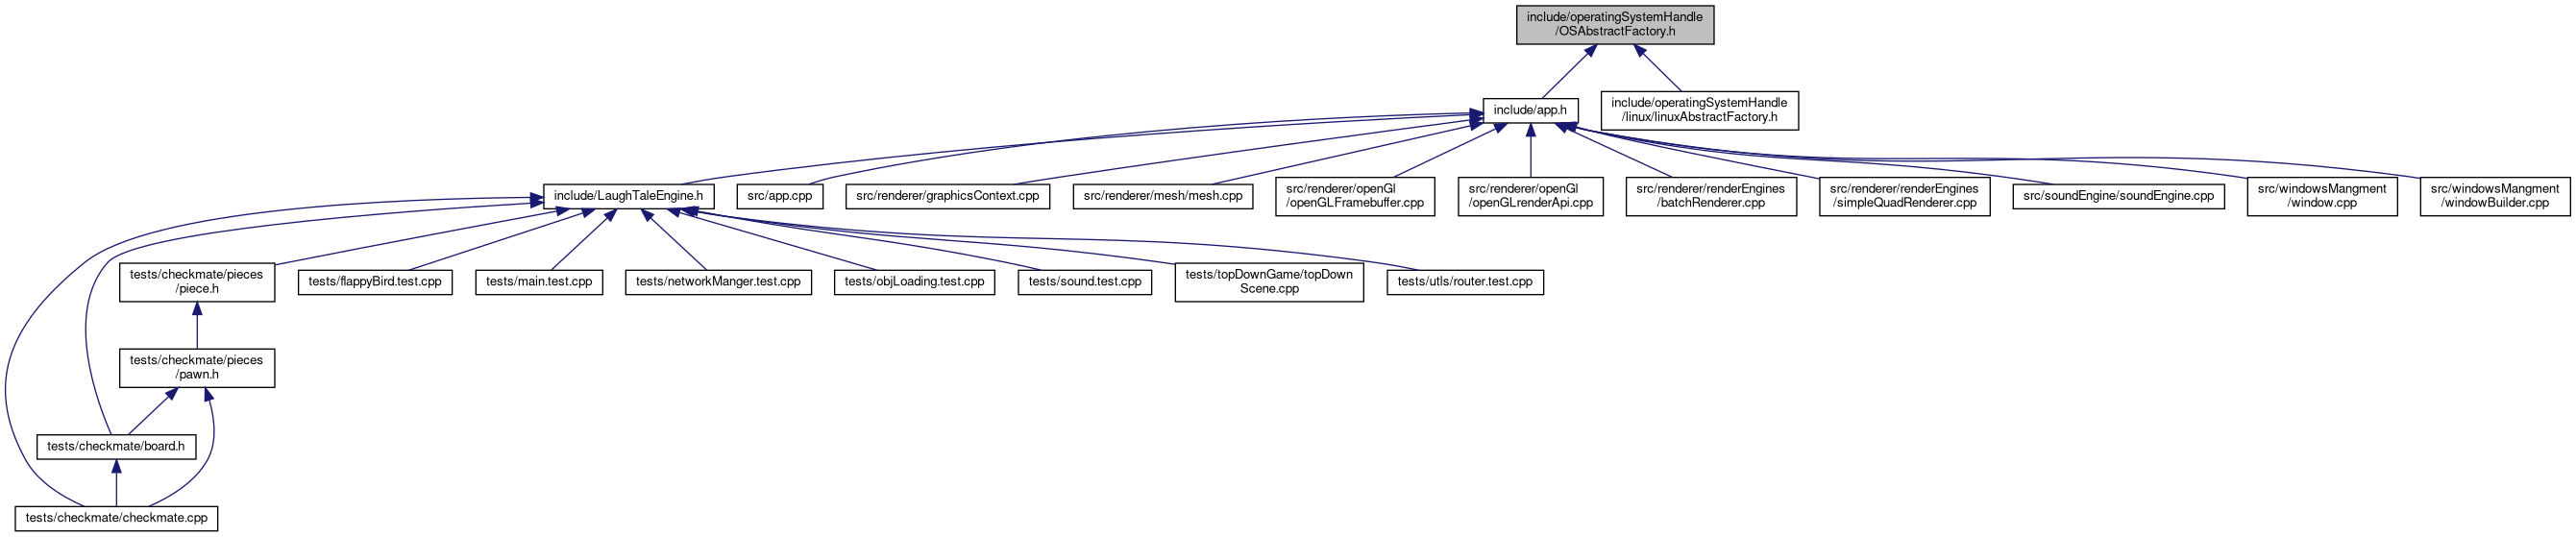 include/operatingSystemHandle
/OSAbstractFactory.h
include/app.h
include/operatingSystemHandle
/linux/linuxAbstractFactory.h
include/LaughTaleEngine.h
src/app.cpp
src/renderer/graphicsContext.cpp
src/renderer/mesh/mesh.cpp
src/renderer/openGl
/openGLFramebuffer.cpp
src/renderer/openGl
/openGLrenderApi.cpp
src/renderer/renderEngines
/batchRenderer.cpp
src/renderer/renderEngines
/simpleQuadRenderer.cpp
src/soundEngine/soundEngine.cpp
src/windowsMangment
/window.cpp
src/windowsMangment
/windowBuilder.cpp
tests/checkmate/pieces
/piece.h
tests/flappyBird.test.cpp
tests/main.test.cpp
tests/networkManger.test.cpp
tests/objLoading.test.cpp
tests/sound.test.cpp
tests/topDownGame/topDown
Scene.cpp
tests/utls/router.test.cpp
tests/checkmate/pieces
/pawn.h
tests/checkmate/board.h
tests/checkmate/checkmate.cpp